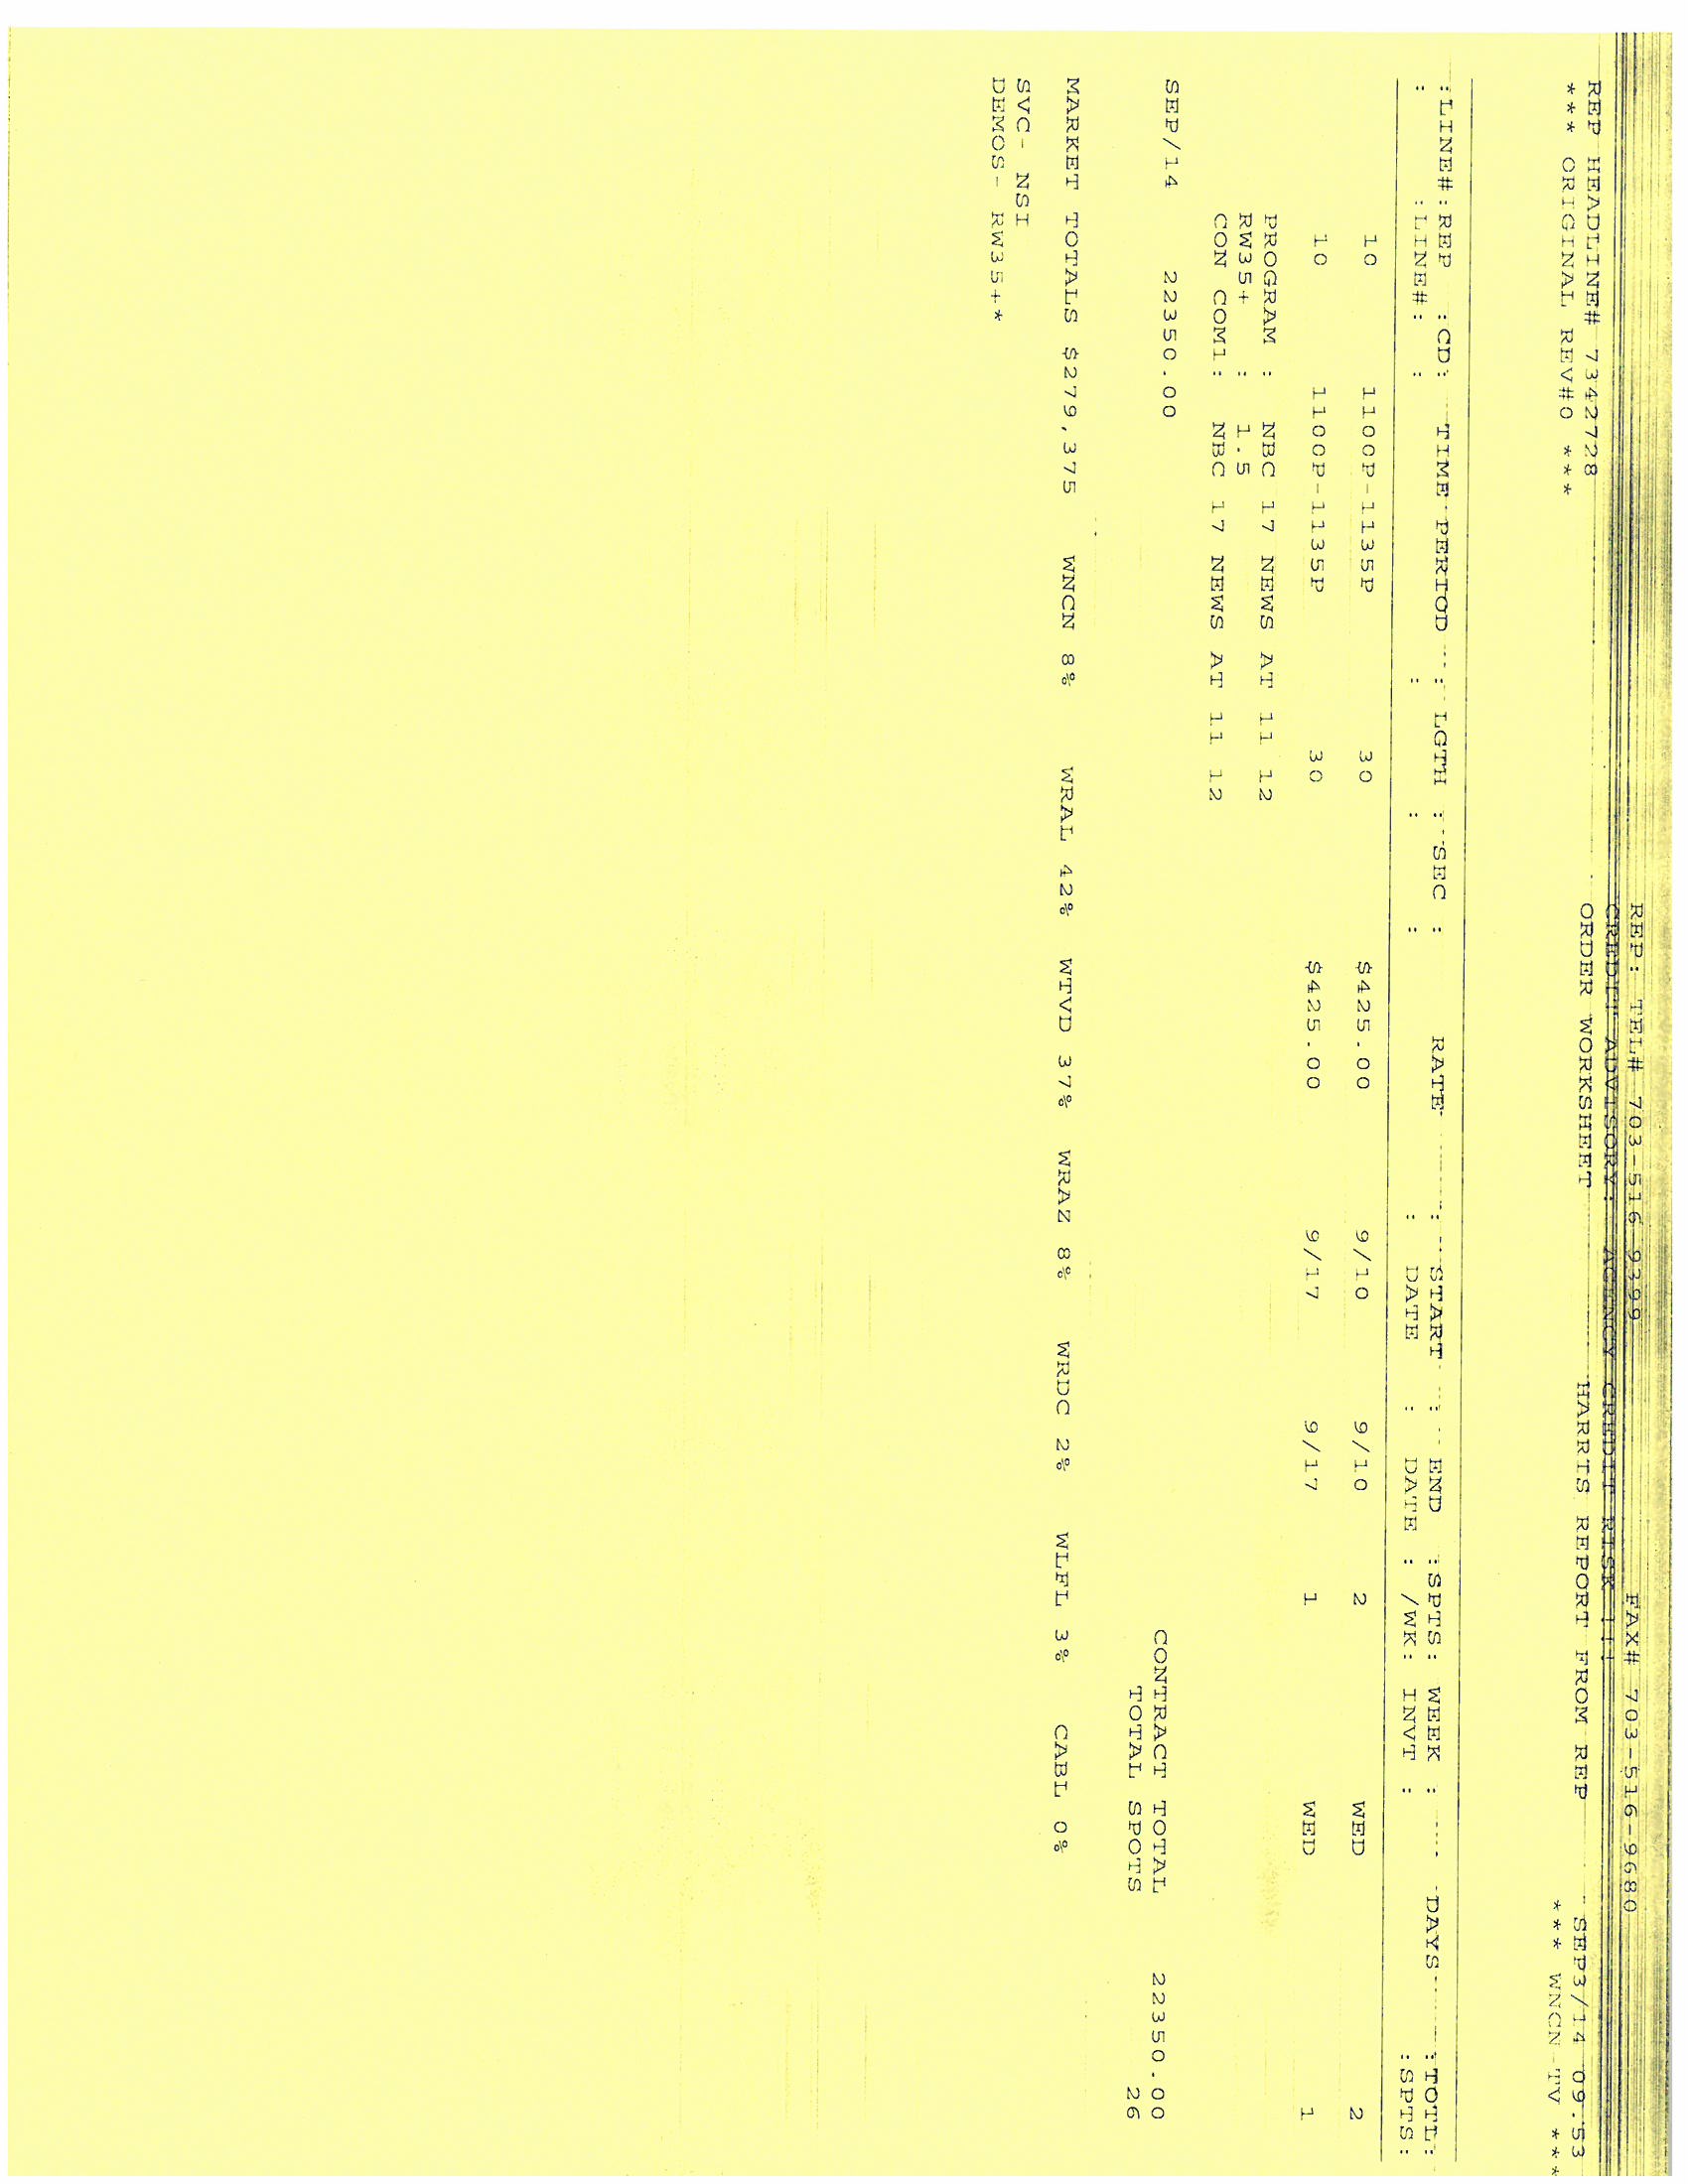 REP: TEL# 703-516-9399 FAX# 703-516-9680
CREDIT ADVISORY: AGENCY CREDIT RISK !!!
REP HEADLINE# 7342728 ORDER WORKSHEET HARRIS REPORT FROM REP SEP3/14 09:53
*** ORIGINAL REV#0 *** *** WNCN-TV ***
:LINE#:REP :CD: TIME PERIOD : LGTH : SEC : RATE : START : END :SPTS: WEEK : DAYS :TOTL:
: :LINE#: : : : : DATE : DATE : /WK: INVT : :SPTS:
10 1100P-1135P 30 $425.00 9/10 9/10 2 WED 2
10 1100P-1135P 30 $425.00 9/17 9/17 1 WED 1
PROGRAM : NBC 17 NEWS AT 11 12
RW35+ : 1.5
CON COM1: NBC 17 NEWS AT 11 12
SEP/14 22350.00 CONTRACT TOTAL 22350.00
TOTAL SPOTS 26
MARKET TOTALS $279,375 WNCN 8% WRAL 42% WTVD 37% WRAZ 8% WRDC 2% WLFL 3% CABL 0%
SVC- NSI
DEMOS- RW35+*